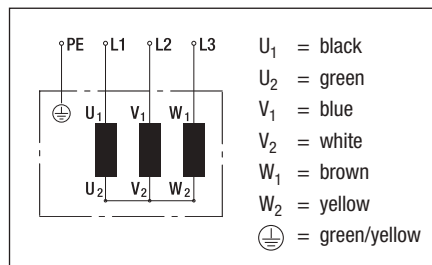 PE L1 L2 L3
U1 V1 W1
U2 V2 W2
U1 = black
U2 = green
V1 = blue
V2 = white
W1 = brown
W2 = yellow
= green/yellow